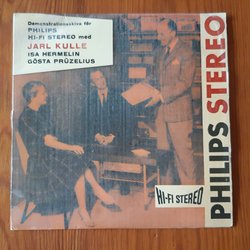 Demonstrationsskiva för
PHILIPS
HI-FI STEREO med
JARL KULLE
ISA HERMELIN
GÖSTA PRÜZELIUS
HI-FI STEREO
PHILIPS STEREO